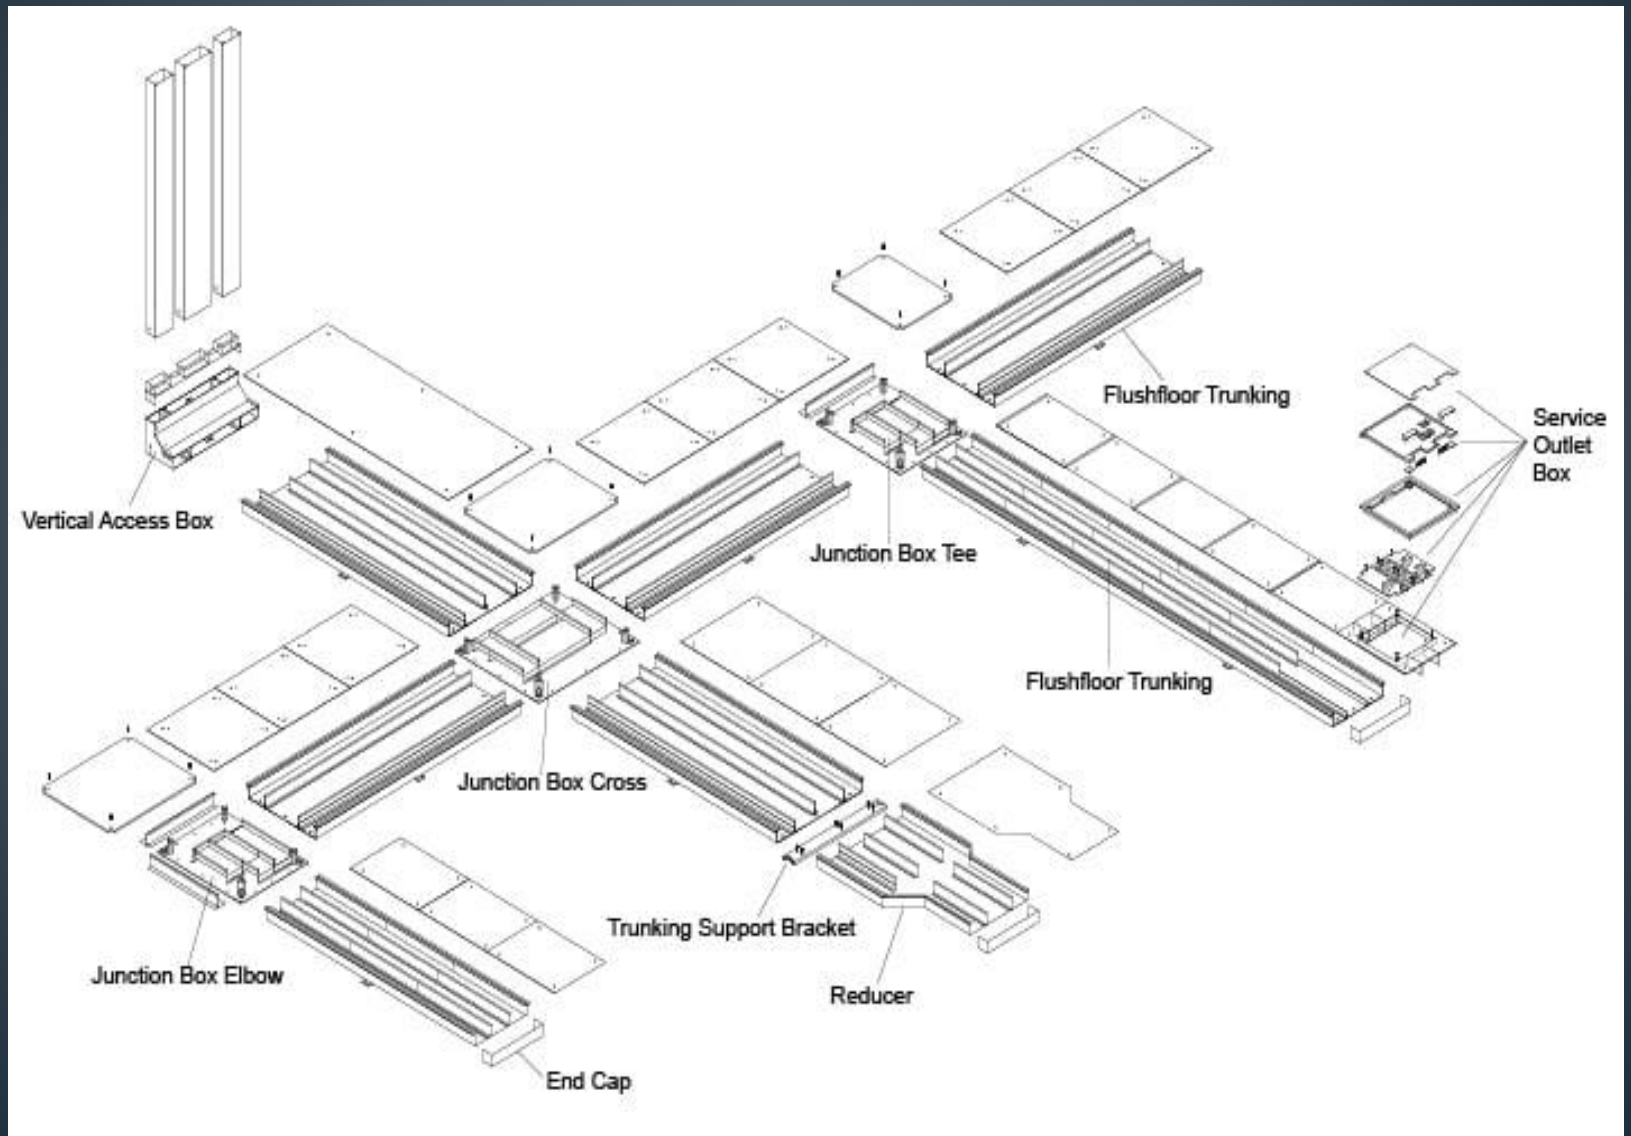 Flushfloor Trunking
Service
Outlet
Box
Vertical Access Box
Junction Box Tee
Flushfloor Trunking
Junction Box Cross
Trunking Support Bracket
Junction Box Elbow
Reducer
End Cap